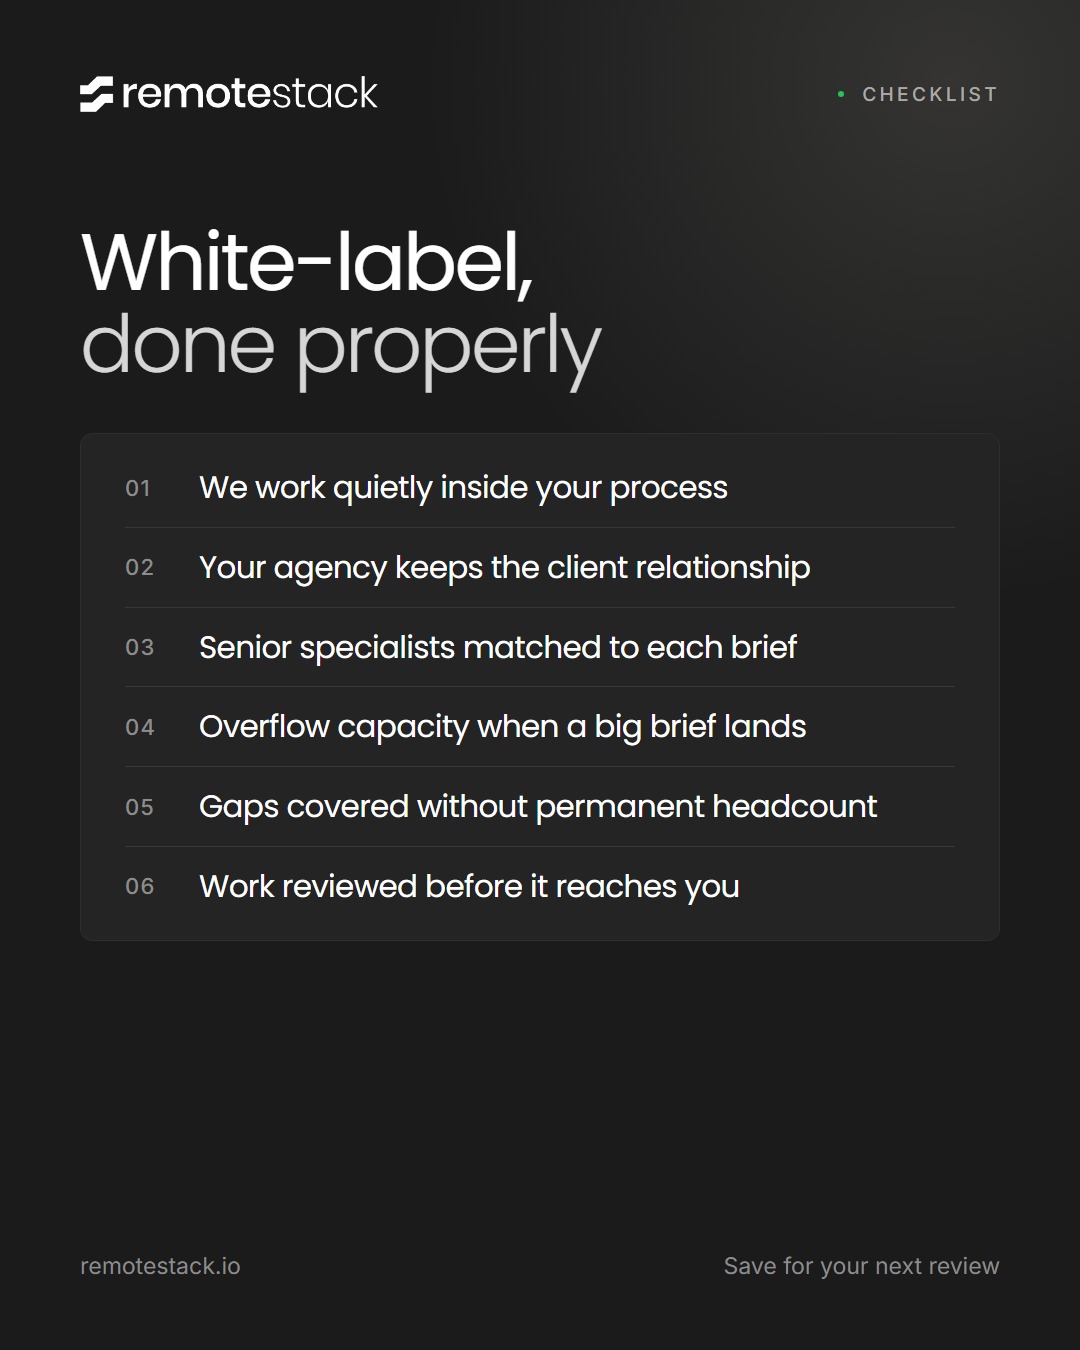 remotestack
CHECKLIST
White-label,
done properly
01 We work quietly inside your process
02 Your agency keeps the client relationship
03 Senior specialists matched to each brief
04 Overflow capacity when a big brief lands
05 Gaps covered without permanent headcount
06 Work reviewed before it reaches you
remotestack.io
Save for your next review